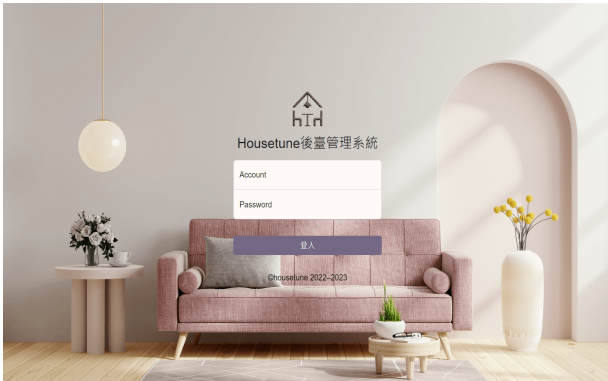 Housetune後臺管理系統
Account
Password
登入
©housetune 2022–2023